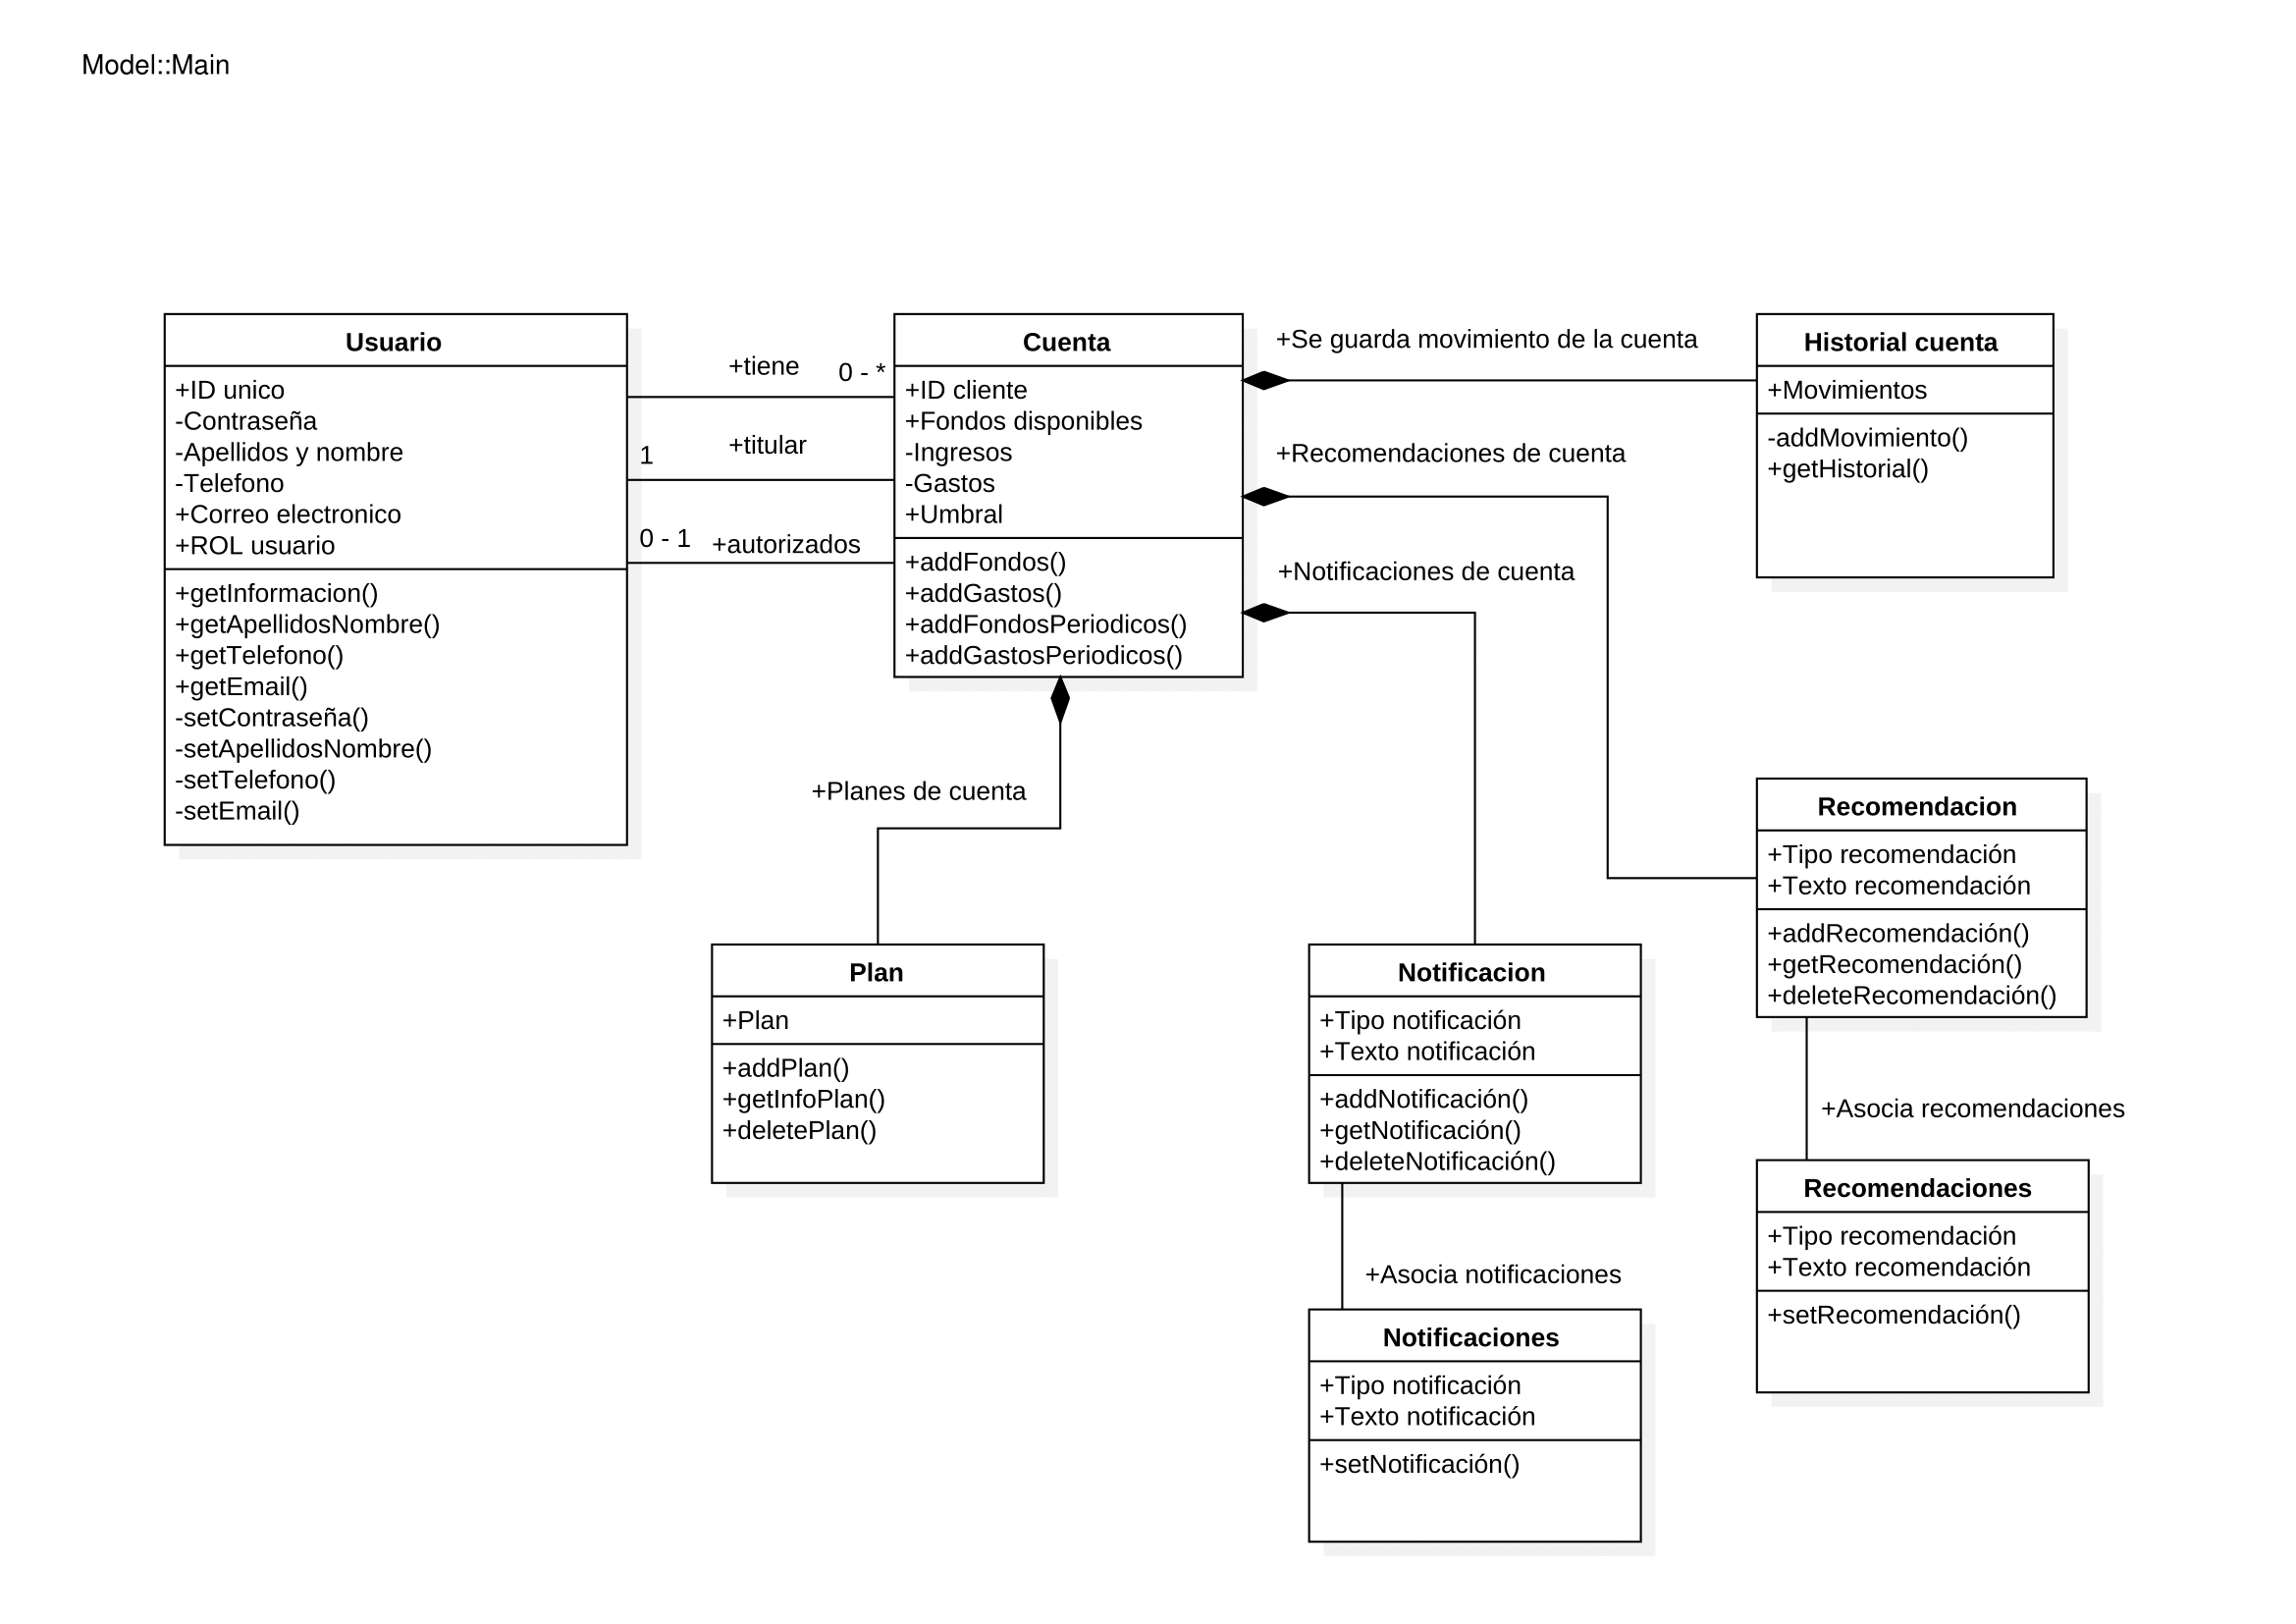 Model::Main
Usuario
+ID unico
-Contraseña
-Apellidos y nombre
-Telefono
+Correo electronico
+ROL usuario
+getInformacion()
+getApellidosNombre()
+getTelefono()
+getEmail()
-setContraseña()
-setApellidosNombre()
-setTelefono()
-setEmail()
+tiene
0 - *
1
+titular
0 - 1
+autorizados
Cuenta
+ID cliente
+Fondos disponibles
-Ingresos
-Gastos
+Umbral
+addFondos()
+addGastos()
+addFondosPeriodicos()
+addGastosPeriodicos()
+Se guarda movimiento de la cuenta
+Recomendaciones de cuenta
+Notificaciones de cuenta
Historial cuenta
+Movimientos
-addMovimiento()
+getHistorial()
+Planes de cuenta
Plan
+Plan
+addPlan()
+getInfoPlan()
+deletePlan()
Notificacion
+Tipo notificación
+Texto notificación
+addNotificación()
+getNotificación()
+deleteNotificación()
+Asocia notificaciones
Notificaciones
+Tipo notificación
+Texto notificación
+setNotificación()
Recomendacion
+Tipo recomendación
+Texto recomendación
+addRecomendación()
+getRecomendación()
+deleteRecomendación()
+Asocia recomendaciones
Recomendaciones
+Tipo recomendación
+Texto recomendación
+setRecomendación()